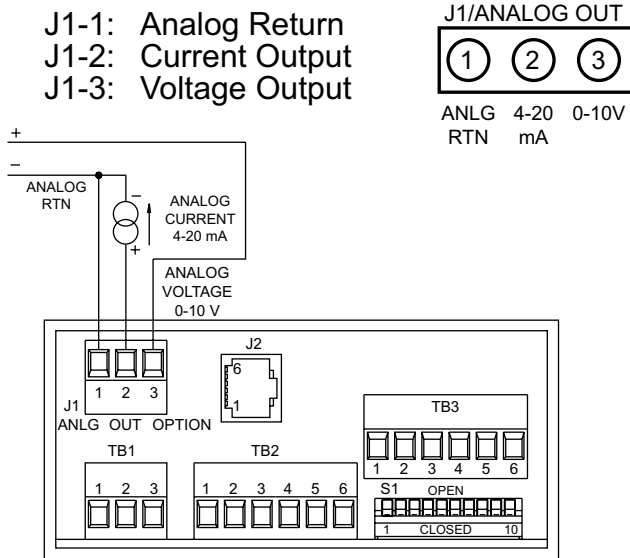 J1-1: Analog Return
J1-2: Current Output
J1-3: Voltage Output
J1/ANALOG OUT
1 2 3
ANLG RTN
4-20 mA
0-10V
+
–
ANALOG
RTN
–
+
ANALOG
CURRENT
4-20 mA
ANALOG
VOLTAGE
0-10 V
1 2 3
J1
ANLG OUT OPTION
J2
6
1
TB3
1 2 3 4 5 6
TB1
1 2 3
TB2
1 2 3 4 5 6
S1 OPEN
1 CLOSED 10